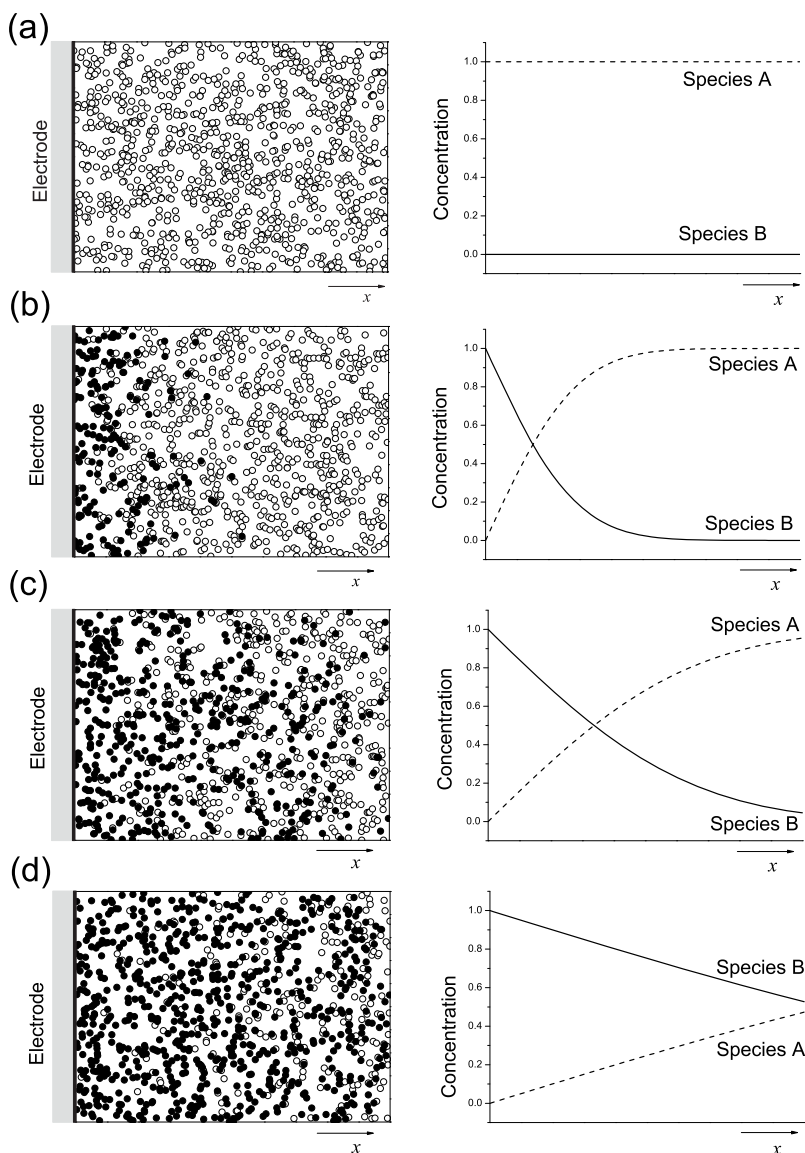 (a)
Electrode
x
Concentration
1.0
0.8
0.6
0.4
0.2
0.0
Species A
Species B
x
(b)
Electrode
x
Concentration
1.0
0.8
0.6
0.4
0.2
0.0
Species A
Species B
x
(c)
Electrode
x
Concentration
1.0
0.8
0.6
0.4
0.2
0.0
Species A
Species B
x
(d)
Electrode
x
Concentration
1.0
0.8
0.6
0.4
0.2
0.0
Species B
Species A
x